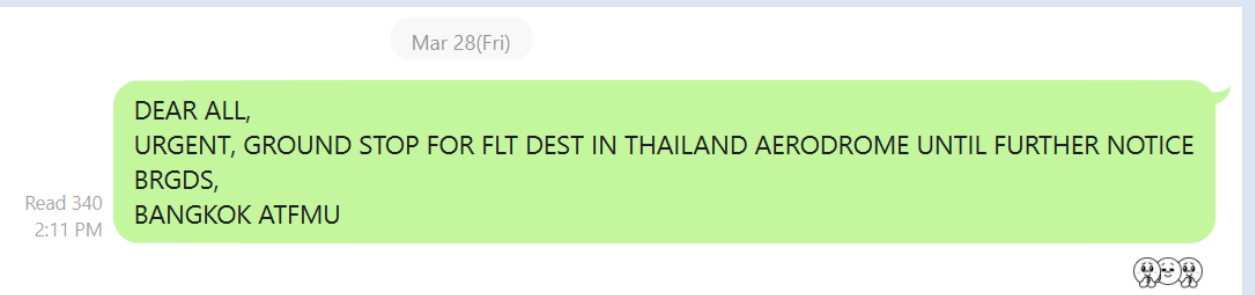 Mar 28(Fri)
DEAR ALL,
URGENT, GROUND STOP FOR FLT DEST IN THAILAND AERODROME UNTIL FURTHER NOTICE
BRGDS,
BANGKOK ATFMU
Read 340
2:11 PM